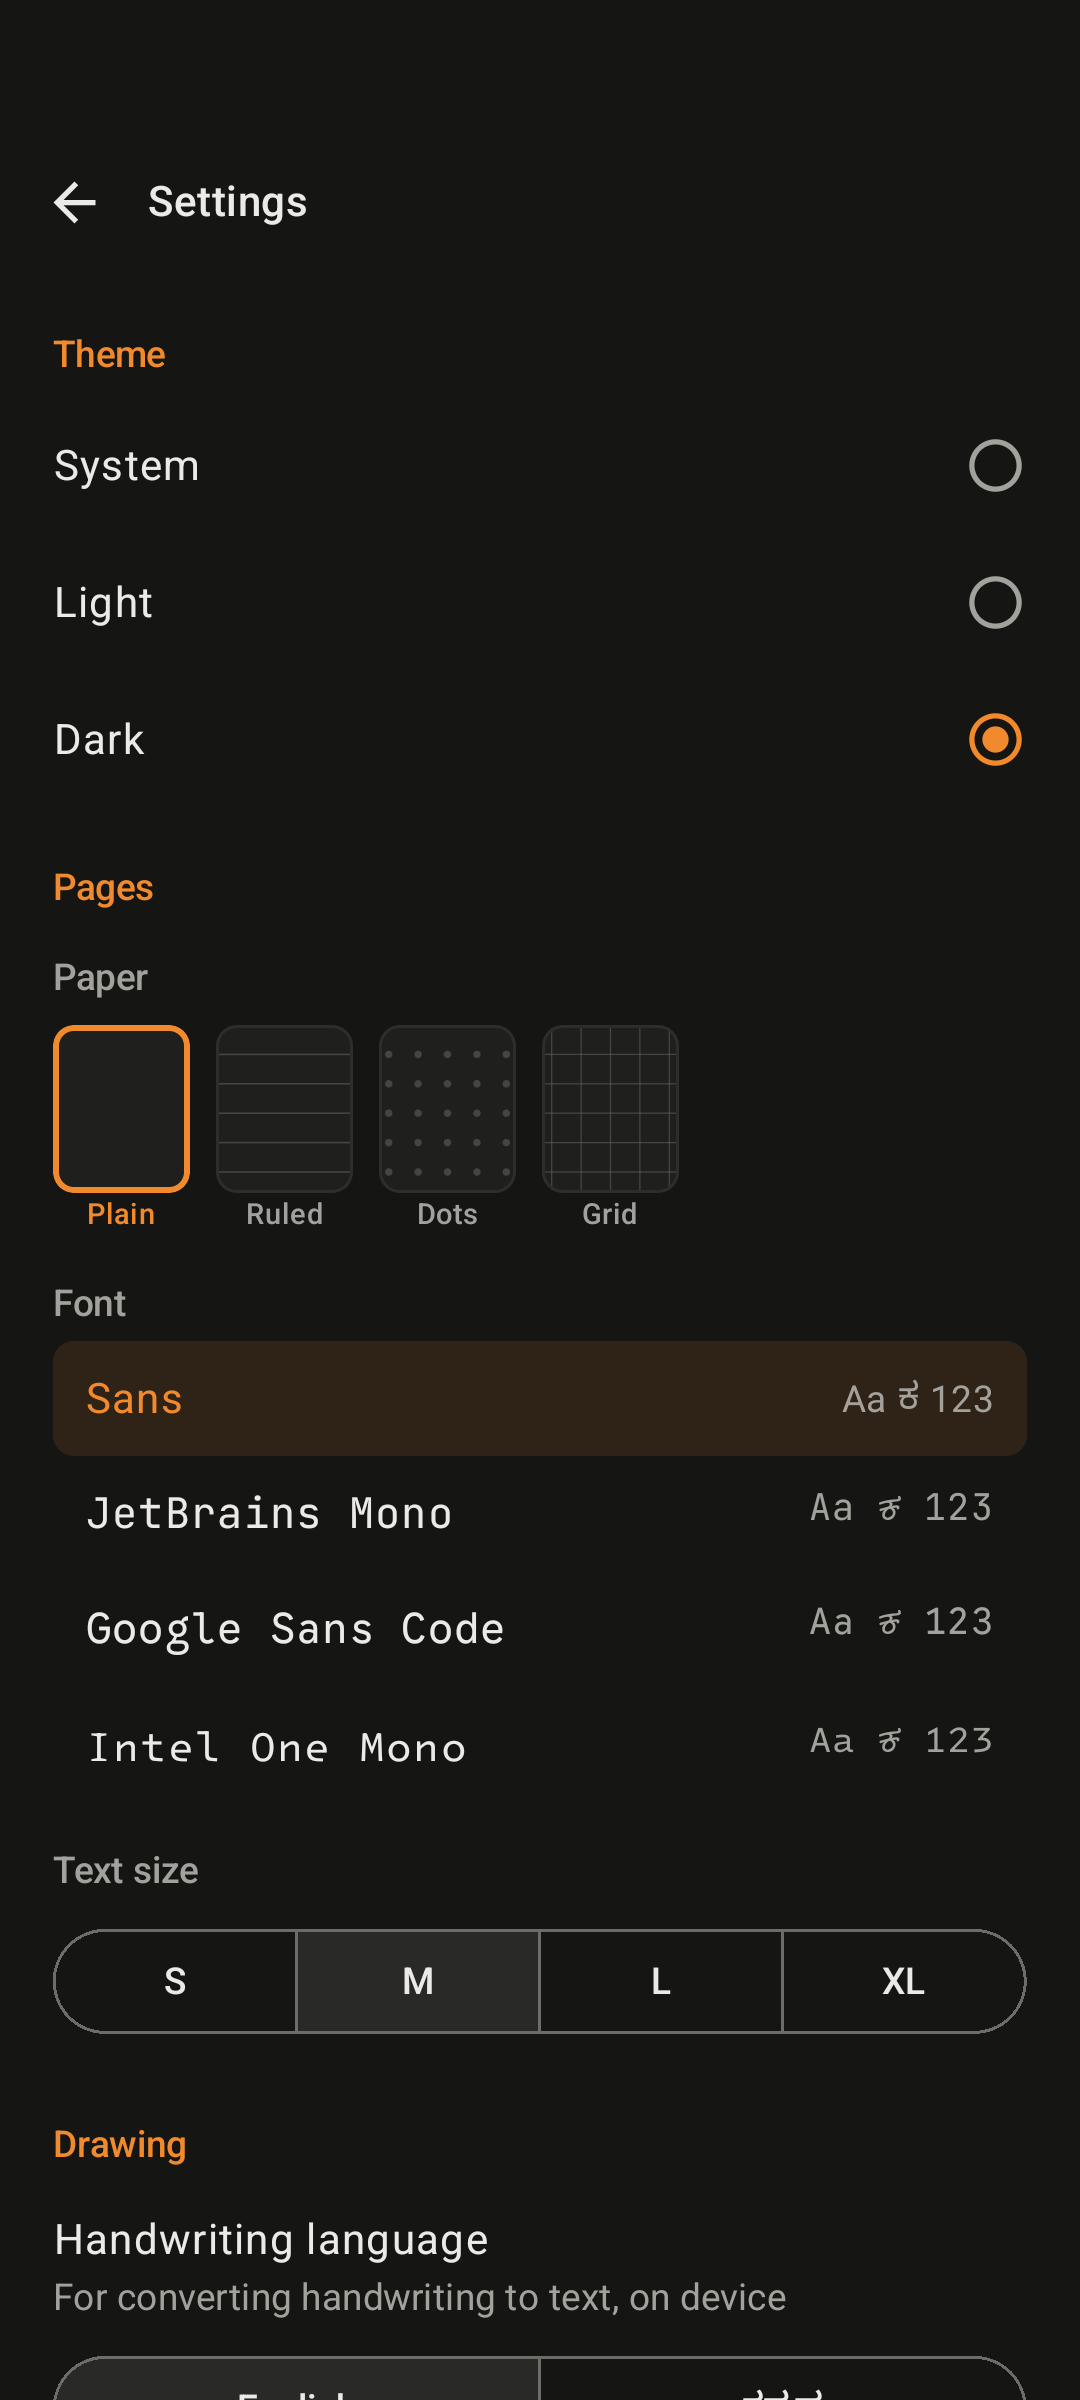 Settings
Theme
System
Light
Dark
Pages
Paper
Plain Ruled Dots Grid
Font
Sans Aa ಕ 123
JetBrains Mono Aa ಕ 123
Google Sans Code Aa ಕ 123
Intel One Mono Aa ಕ 123
Text size
S M L XL
Drawing
Handwriting language
For converting handwriting to text, on device